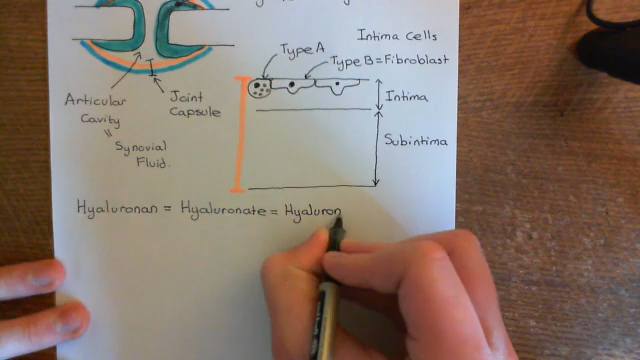 Intima Cells
Type A
Type B = Fibroblast
Articular
Cavity
=
Synovial
Fluid.
Joint
Capsule
Intima
Subintima
Hyaluronan = Hyaluronate = Hyaluron